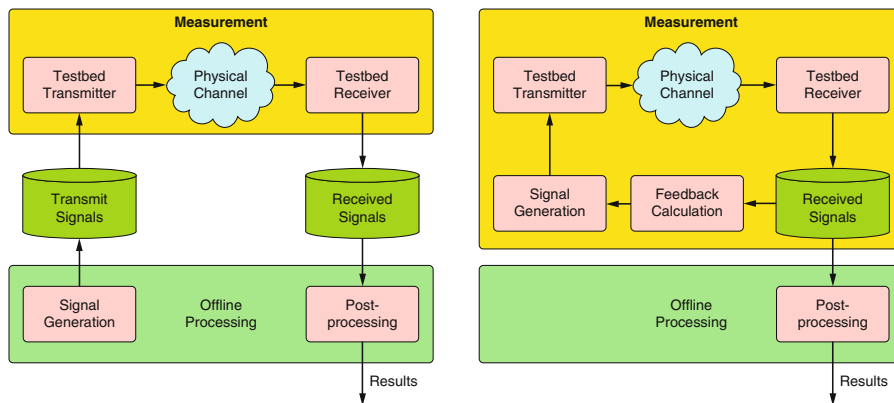 Measurement
Testbed
Transmitter
Physical
Channel
Testbed
Receiver
Transmit
Signals
Received
Signals
Signal
Generation
Offline
Processing
Post-
processing
Results
Measurement
Testbed
Transmitter
Physical
Channel
Testbed
Receiver
Signal
Generation
Feedback
Calculation
Received
Signals
Offline
Processing
Post-
processing
Results